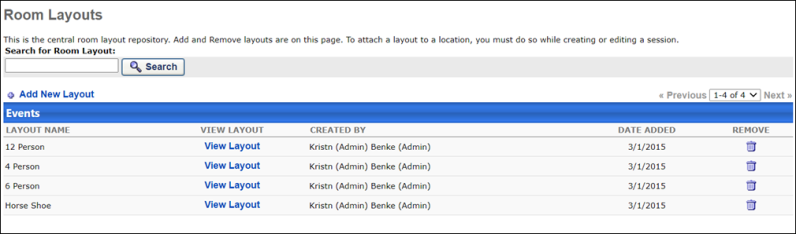 Room Layouts
This is the central room layout repository. Add and Remove layouts are on this page. To attach a layout to a location, you must do so while creating or editing a session.
Search for Room Layout:
Search
Add New Layout « Previous 1-4 of 4 Next »
Events
LAYOUT NAME VIEW LAYOUT CREATED BY DATE ADDED REMOVE
12 Person View Layout Kristn (Admin) Benke (Admin) 3/1/2015
4 Person View Layout Kristn (Admin) Benke (Admin) 3/1/2015
6 Person View Layout Kristn (Admin) Benke (Admin) 3/1/2015
Horse Shoe View Layout Kristn (Admin) Benke (Admin) 3/1/2015